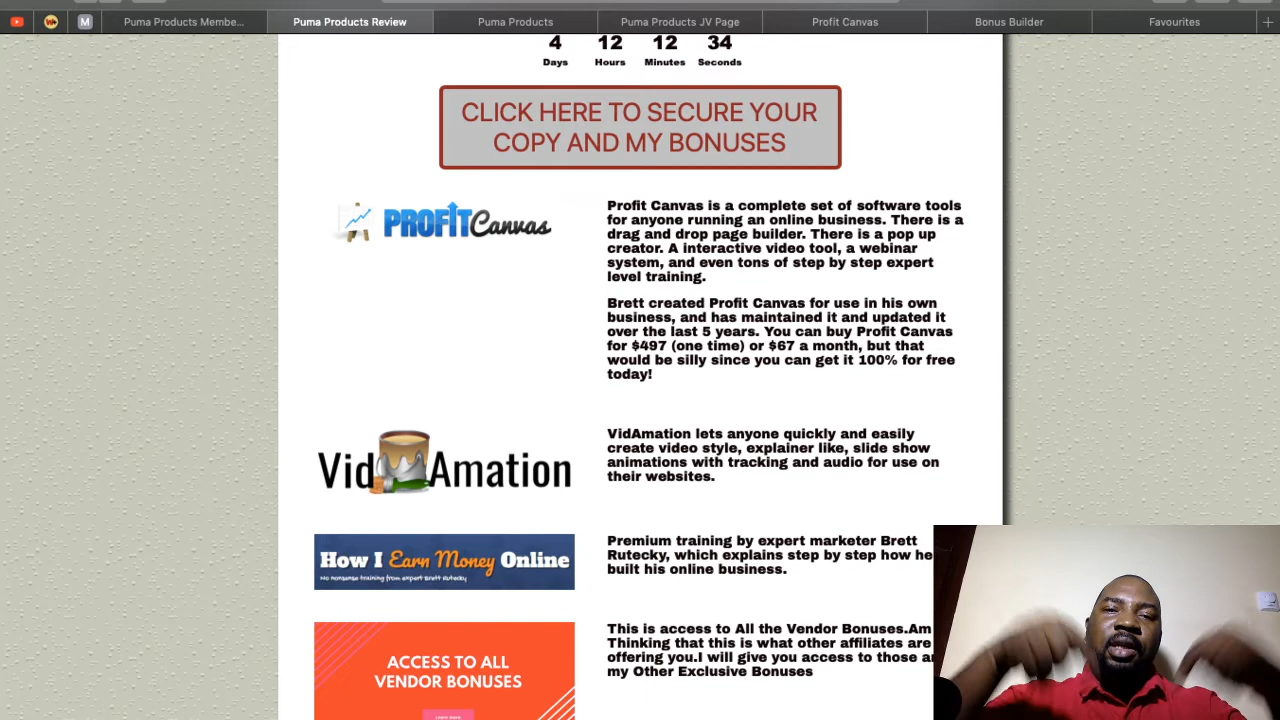 M
Puma Products Membe...
Puma Products Review
Puma Products
Puma Products JV Page
Profit Canvas
Bonus Builder
Favourites
4 12 12 34
Days Hours Minutes Seconds
CLICK HERE TO SECURE YOUR
COPY AND MY BONUSES
PROFIT Canvas
Profit Canvas is a complete set of software tools
for anyone running an online business. There is a
drag and drop page builder. There is a pop up
creator. A interactive video tool, a webinar
system, and even tons of step by step expert
level training.
Brett created Profit Canvas for use in his own
business, and has maintained it and updated it
over the last 5 years. You can buy Profit Canvas
for $497 (one time) or $67 a month, but that
would be silly since you can get it 100% for free
today!
VidAmation
VidAmation lets anyone quickly and easily
create video style, explainer like, slide show
animations with tracking and audio for use on
their websites.
How I Earn Money Online
No nonsense training from expert Brett Rutecky
Premium training by expert marketer Brett
Rutecky, which explains step by step how he
built his online business.
ACCESS TO ALL
VENDOR BONUSES
This is access to All the Vendor Bonuses.Am
Thinking that this is what other affiliates are
offering you.I will give you access to those
my Other Exclusive Bonuses